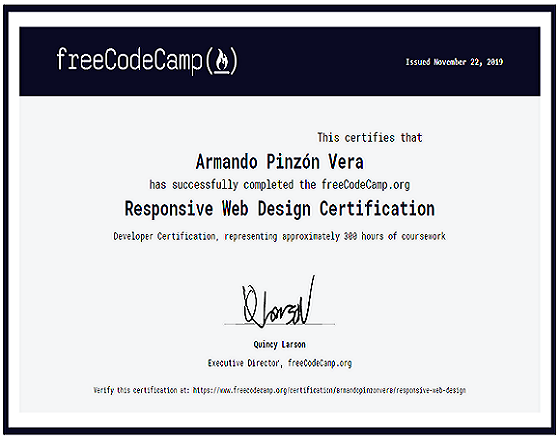 freeCodeCamp(🔥)
Issued November 22, 2019
This certifies that
Armando Pinzón Vera
has successfully completed the freeCodeCamp.org
Responsive Web Design Certification
Developer Certification, representing approximately 300 hours of coursework
QLarson
Quincy Larson
Executive Director, freeCodeCamp.org
Verify this certification at: https://www.freecodecamp.org/certification/armandopinzonvera/responsive-web-design